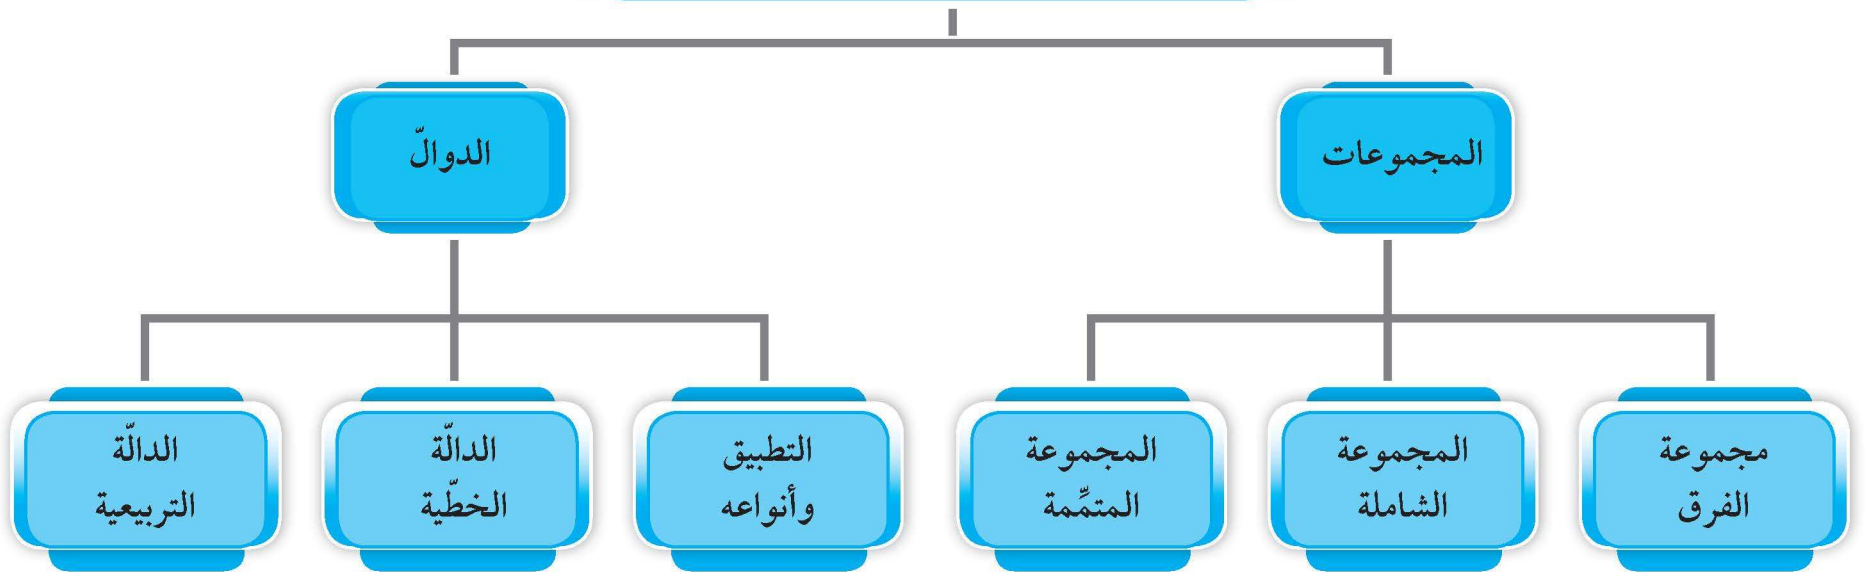 المجموعات
الدوالّ
مجموعة
الفرق
المجموعة
الشاملة
المجموعة
المتمِّمة
التطبيق
وأنواعه
الدالّة
الخطّية
الدالّة
التربيعية